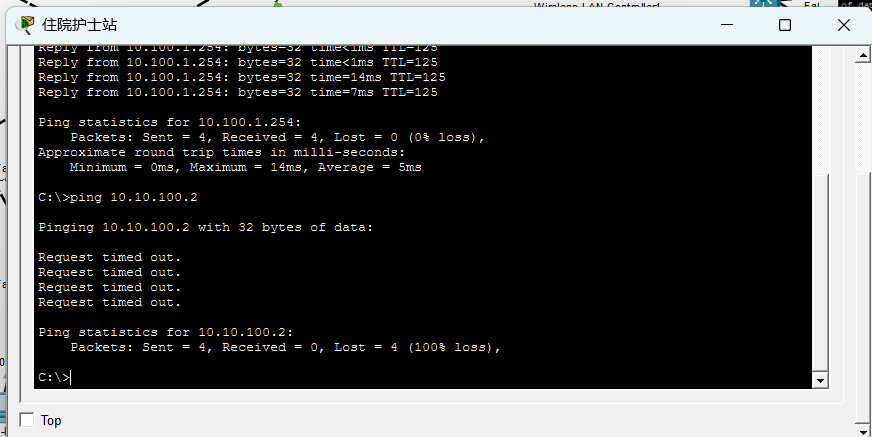 Wireless LAN Controller1
住院护士站
Reply from 10.100.1.254: bytes=32 time<1ms TTL=125
Reply from 10.100.1.254: bytes=32 time<1ms TTL=125
Reply from 10.100.1.254: bytes=32 time=14ms TTL=125
Reply from 10.100.1.254: bytes=32 time=7ms TTL=125
Ping statistics for 10.100.1.254:
Packets: Sent = 4, Received = 4, Lost = 0 (0% loss),
Approximate round trip times in milli-seconds:
Minimum = 0ms, Maximum = 14ms, Average = 5ms
C:\>ping 10.10.100.2
Pinging 10.10.100.2 with 32 bytes of data:
Request timed out.
Request timed out.
Request timed out.
Request timed out.
Ping statistics for 10.10.100.2:
Packets: Sent = 4, Received = 0, Lost = 4 (100% loss),
C:\>
Top